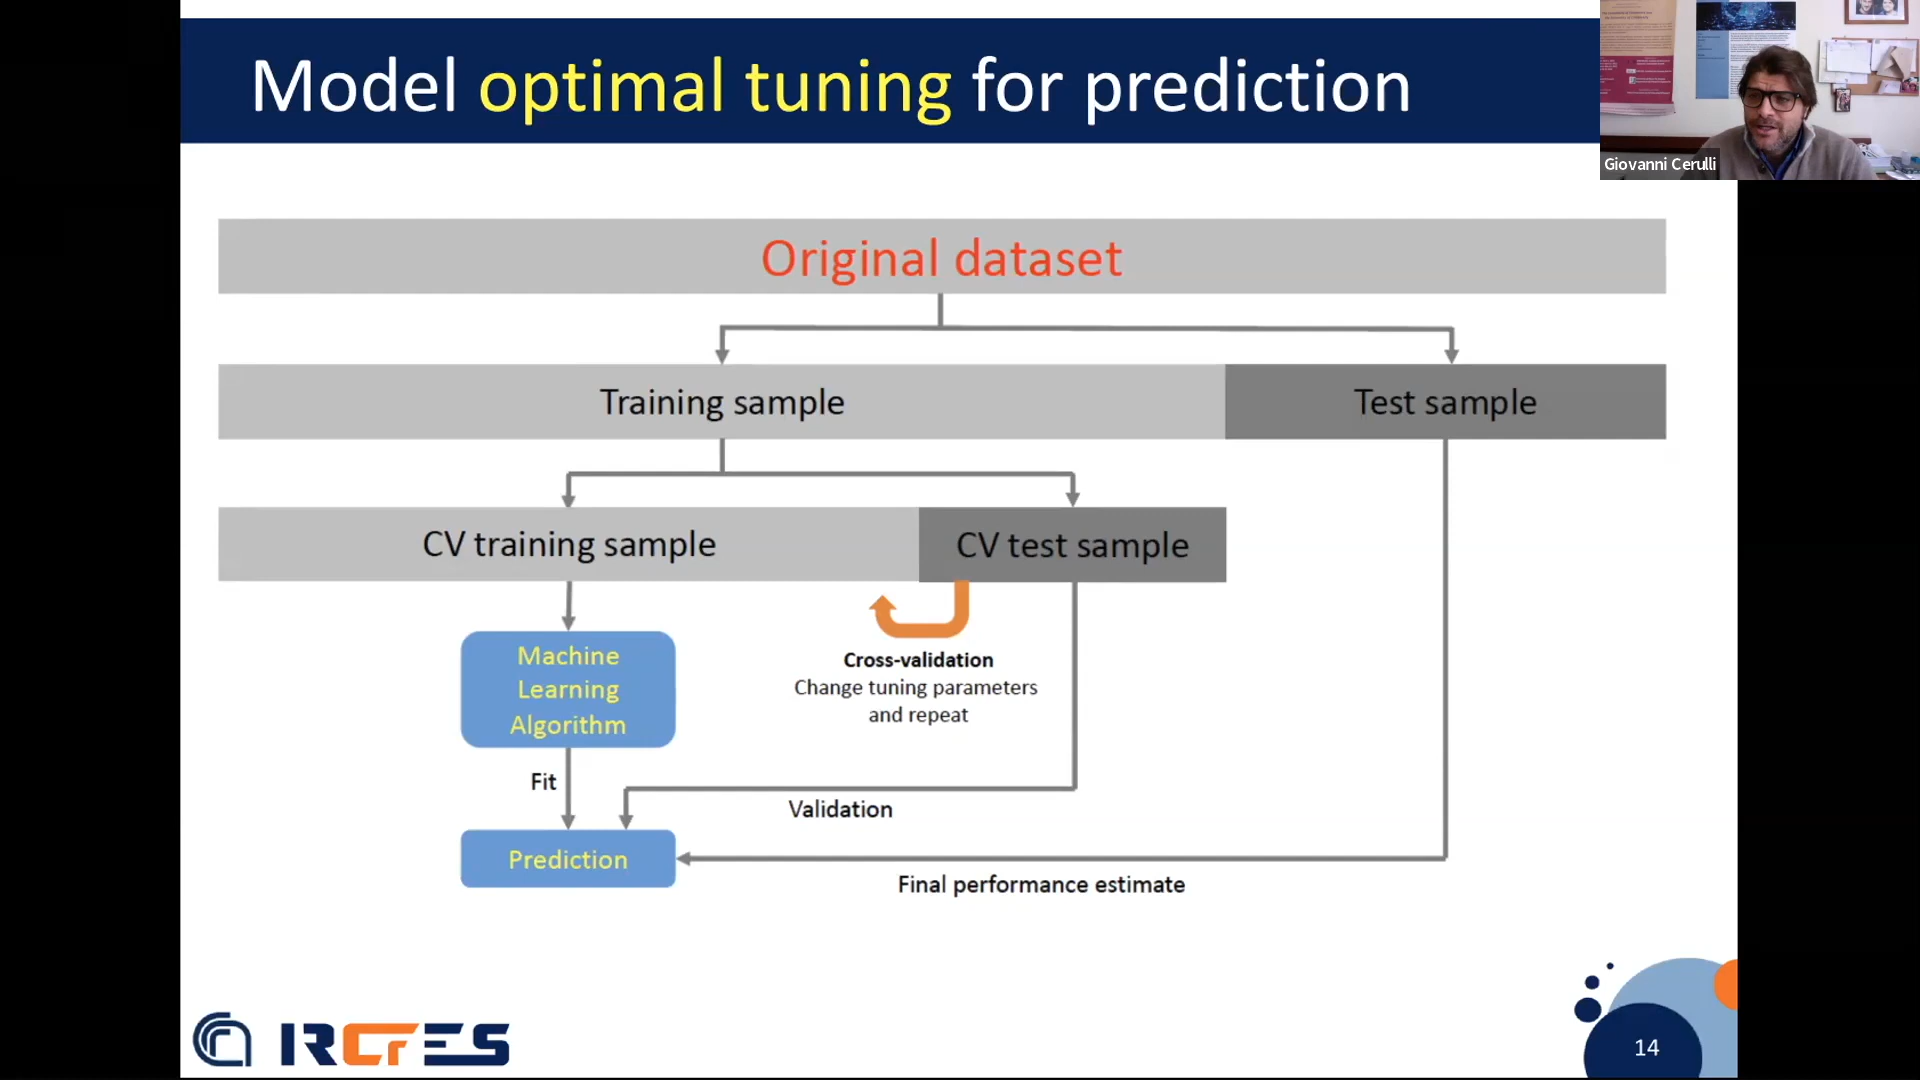 Model optimal tuning for prediction
Giovanni Cerulli
Original dataset
Training sample
Test sample
CV training sample
CV test sample
Machine
Learning
Algorithm
Cross-validation
Change tuning parameters
and repeat
Fit
Validation
Prediction
Final performance estimate
IRCrES
14